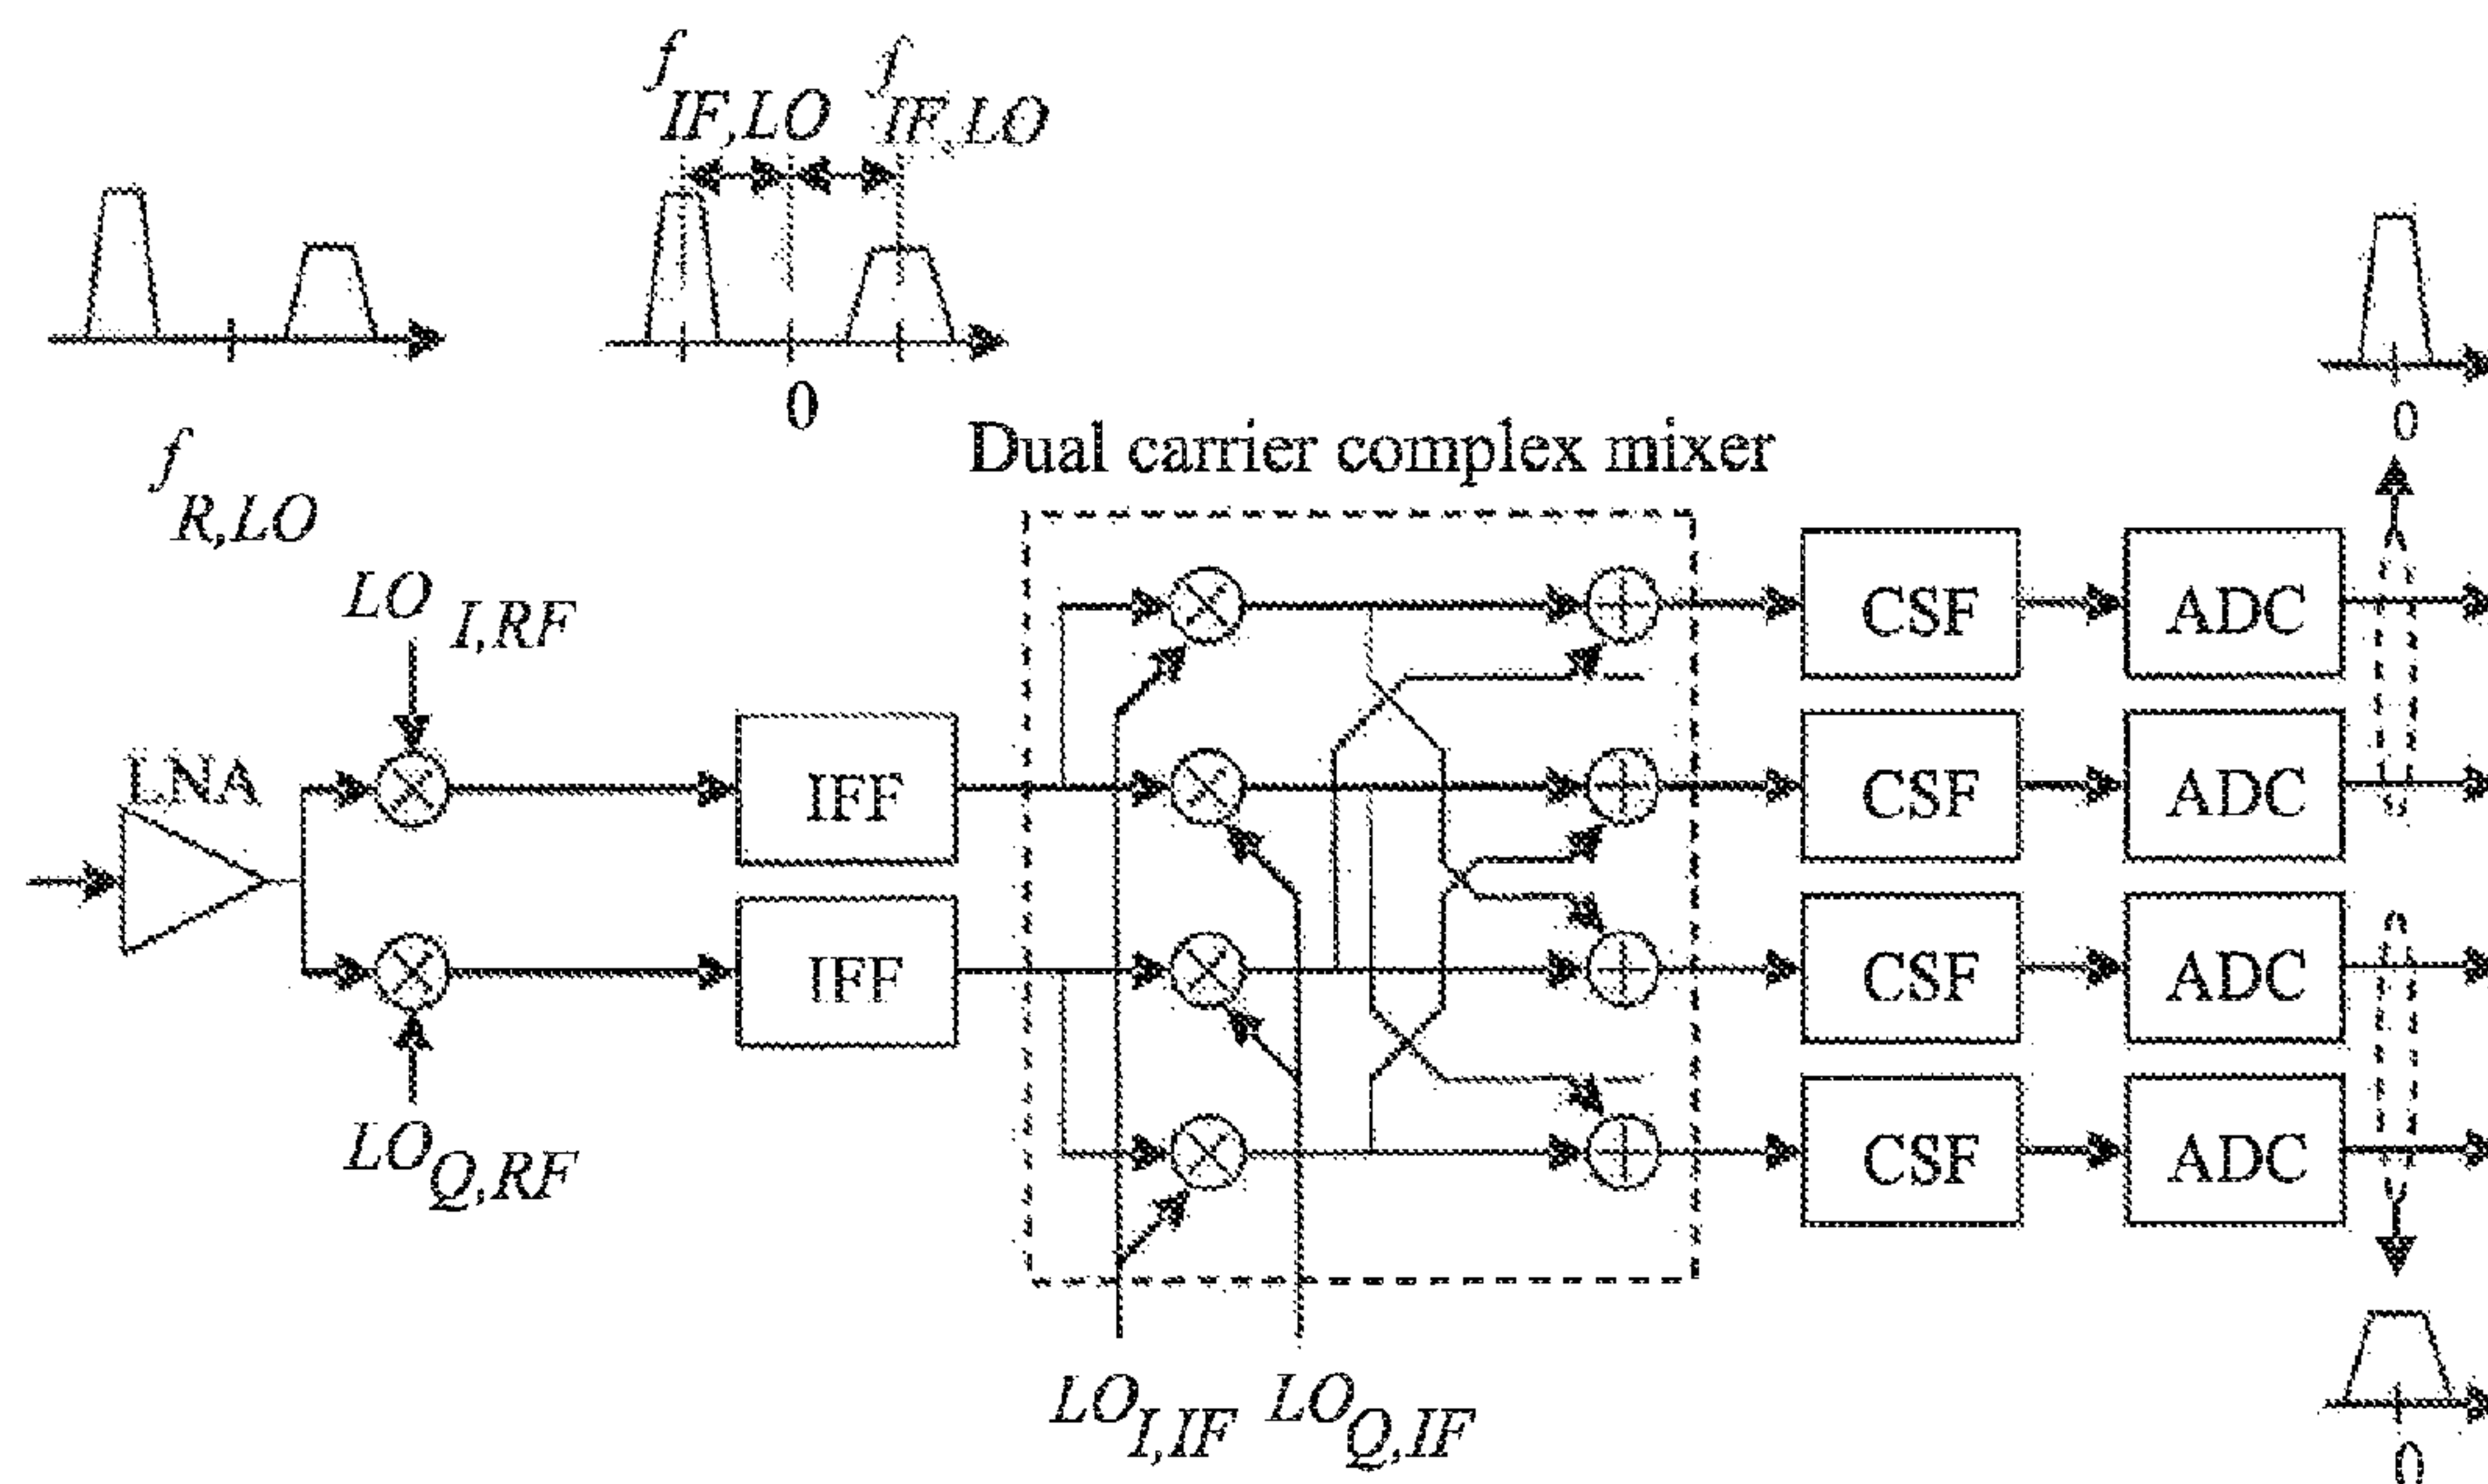 f IF,LO f IF,LO
0
0
f R,LO
Dual carrier complex mixer
LO I,RF
LNA
IFF
IFF
CSF
ADC
CSF
ADC
CSF
ADC
CSF
ADC
LO Q,RF
LO I,IF LO Q,IF
0